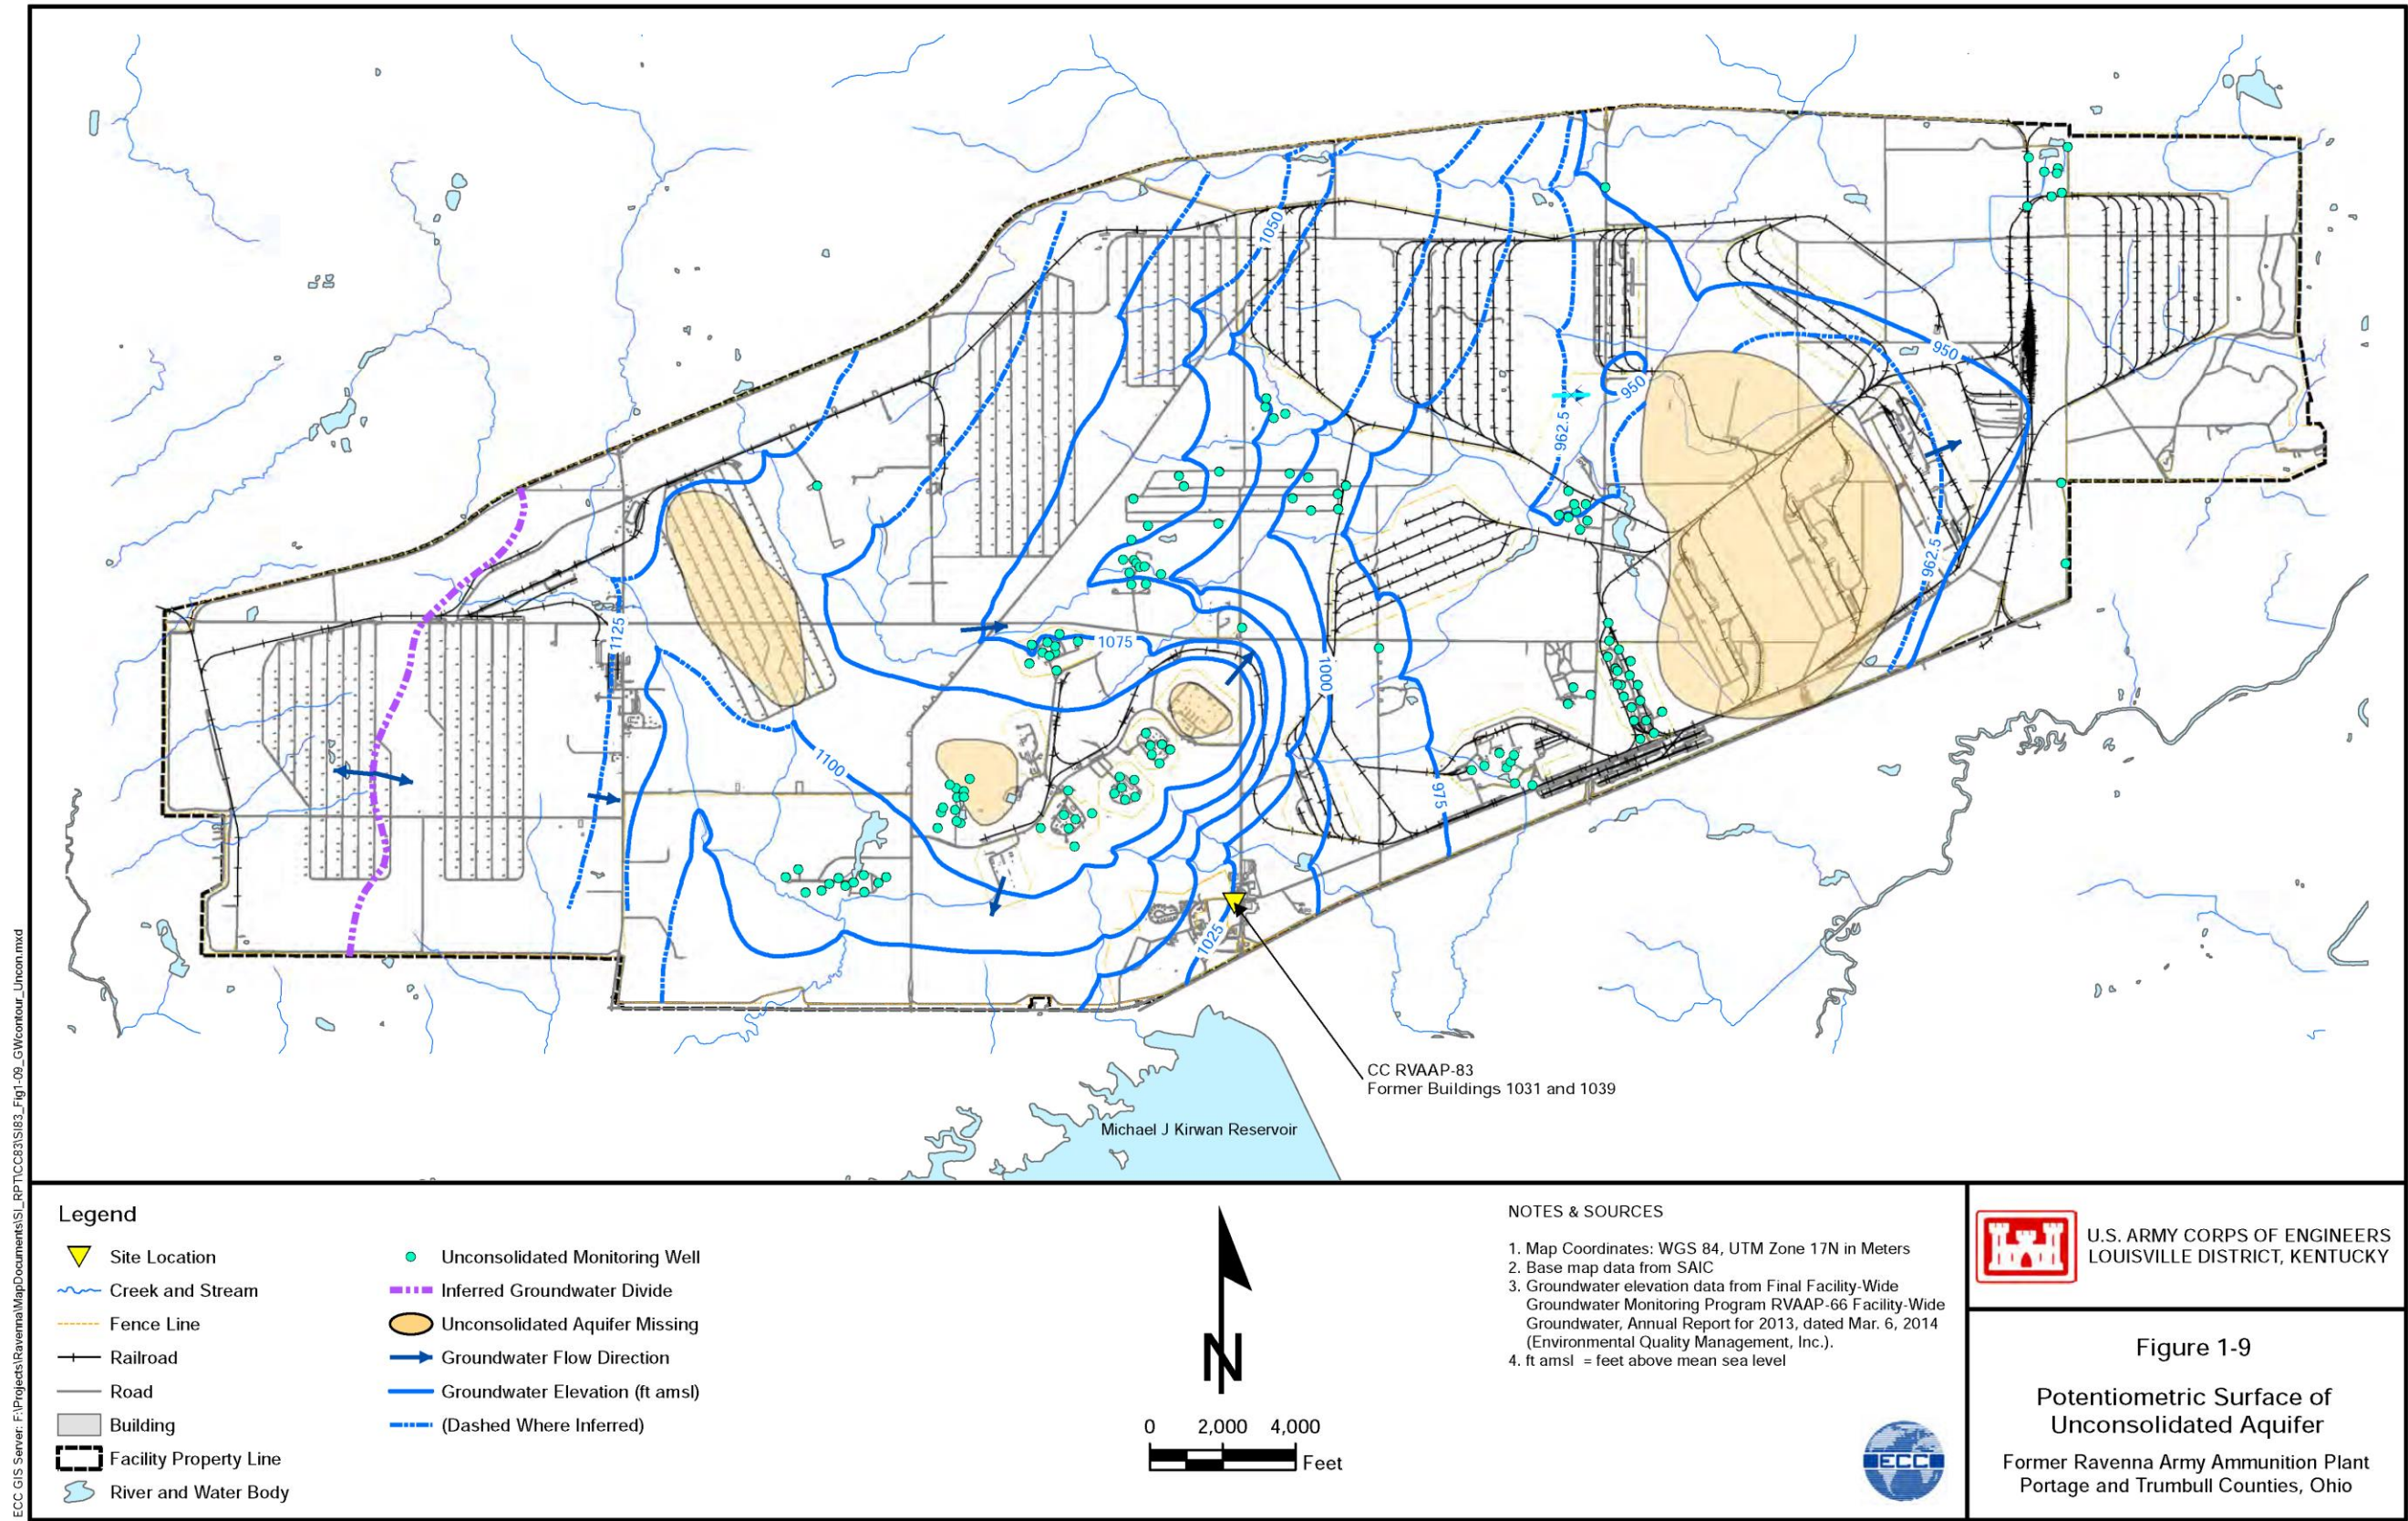 1050
950
950
962.5
962.5
1125
1075
1000
1100
975
1025
CC RVAAP-83
Former Buildings 1031 and 1039
Michael J Kirwan Reservoir
ECC GIS Server: F:\Projects\Ravenna\MapDocuments\SI_RPT\CC83\SI83_Fig1-09_GWcontour_Uncon.mxd
Legend
Site Location
Creek and Stream
Fence Line
Railroad
Road
Building
Facility Property Line
River and Water Body
Unconsolidated Monitoring Well
Inferred Groundwater Divide
Unconsolidated Aquifer Missing
Groundwater Flow Direction
Groundwater Elevation (ft amsl)
(Dashed Where Inferred)
N
0 2,000 4,000
Feet
NOTES & SOURCES
1. Map Coordinates: WGS 84, UTM Zone 17N in Meters
2. Base map data from SAIC
3. Groundwater elevation data from Final Facility-Wide
Groundwater Monitoring Program RVAAP-66 Facility-Wide
Groundwater, Annual Report for 2013, dated Mar. 6, 2014
(Environmental Quality Management, Inc.).
4. ft amsl = feet above mean sea level
U.S. ARMY CORPS OF ENGINEERS
LOUISVILLE DISTRICT, KENTUCKY
Figure 1-9
Potentiometric Surface of
Unconsolidated Aquifer
Former Ravenna Army Ammunition Plant
Portage and Trumbull Counties, Ohio
ECC